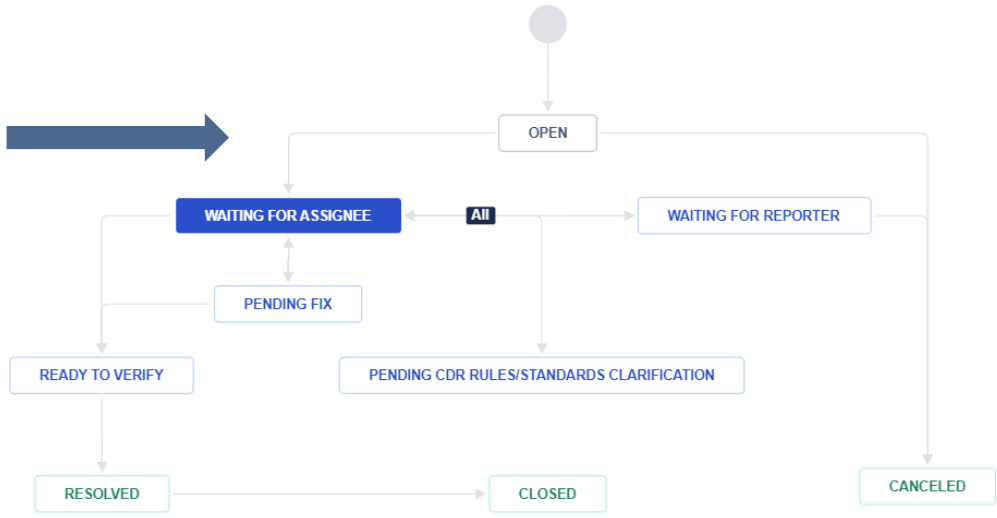 OPEN
WAITING FOR ASSIGNEE
All
WAITING FOR REPORTER
PENDING FIX
READY TO VERIFY
PENDING CDR RULES/STANDARDS CLARIFICATION
RESOLVED
CLOSED
CANCELED